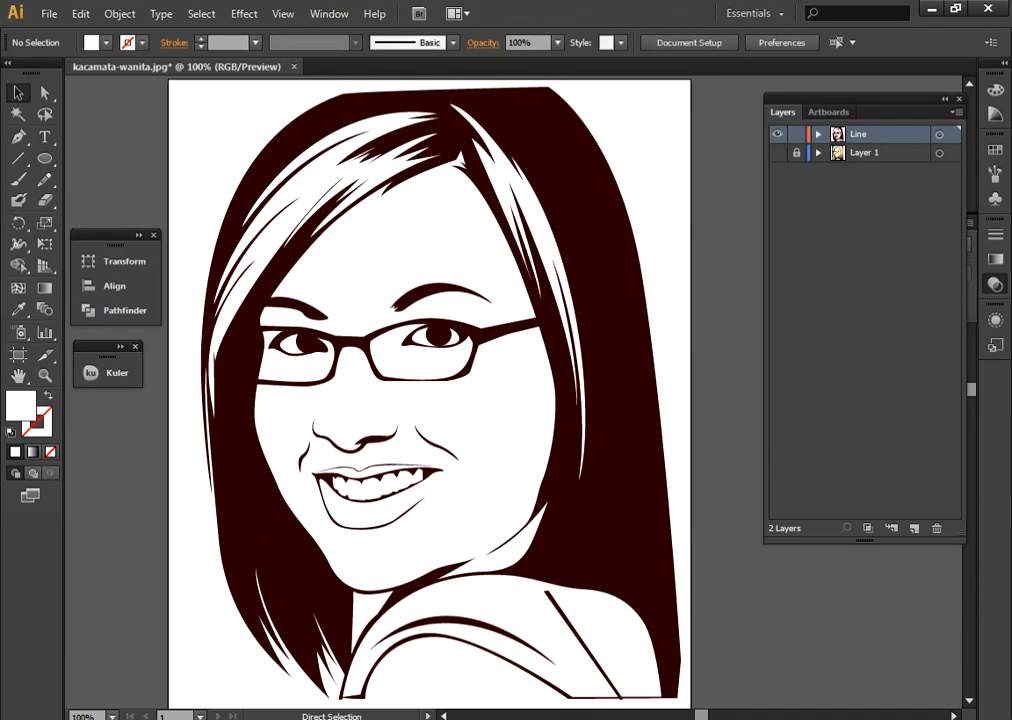 Ai File Edit Object Type Select Effect View Window Help Br Essentials
No Selection Stroke: Basic Opacity: 100% Style: Document Setup Preferences
kacamata-wanita.jpg* @ 100% (RGB/Preview) ×
Layers Artboards
Line
Layer 1
Transform
Align
Pathfinder
ku Kuler
2 Layers
100% 1 Direct Selection